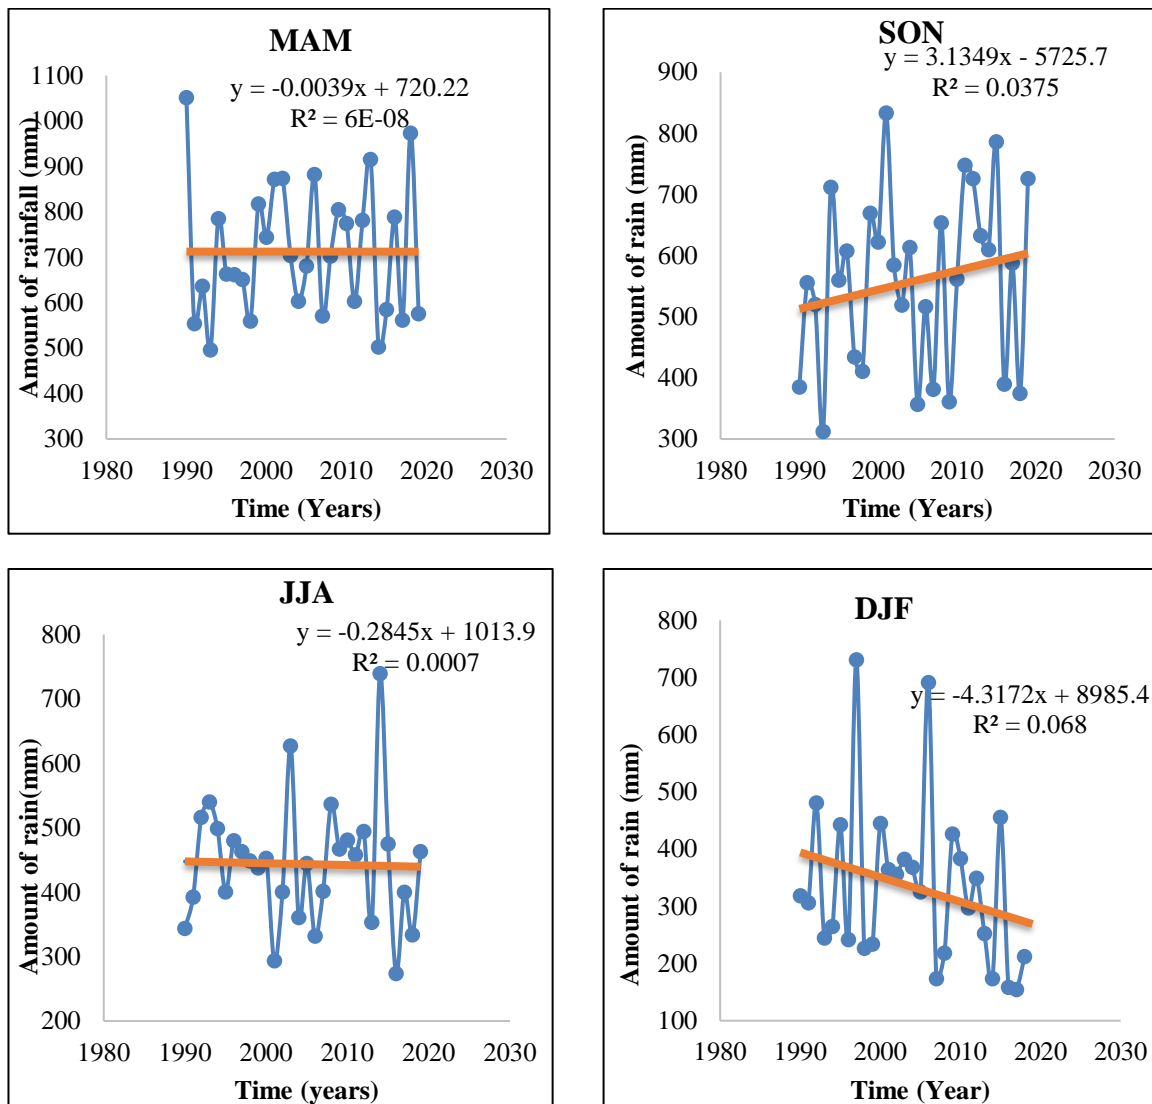 MAM
y = -0.0039x + 720.22
R² = 6E-08
Amount of rainfall (mm)
1100
1000
900
800
700
600
500
400
300
1980 1990 2000 2010 2020 2030
Time (Years)
SON
y = 3.1349x - 5725.7
R² = 0.0375
Amount of rain (mm)
900
800
700
600
500
400
300
1980 1990 2000 2010 2020 2030
Time (Years)
JJA
y = -0.2845x + 1013.9
R² = 0.0007
Amount of rain(mm)
800
700
600
500
400
300
200
1980 1990 2000 2010 2020 2030
Time (years)
DJF
y = -4.3172x + 8985.4
R² = 0.068
Amount of rain (mm)
800
700
600
500
400
300
200
100
1980 1990 2000 2010 2020 2030
Time (Year)